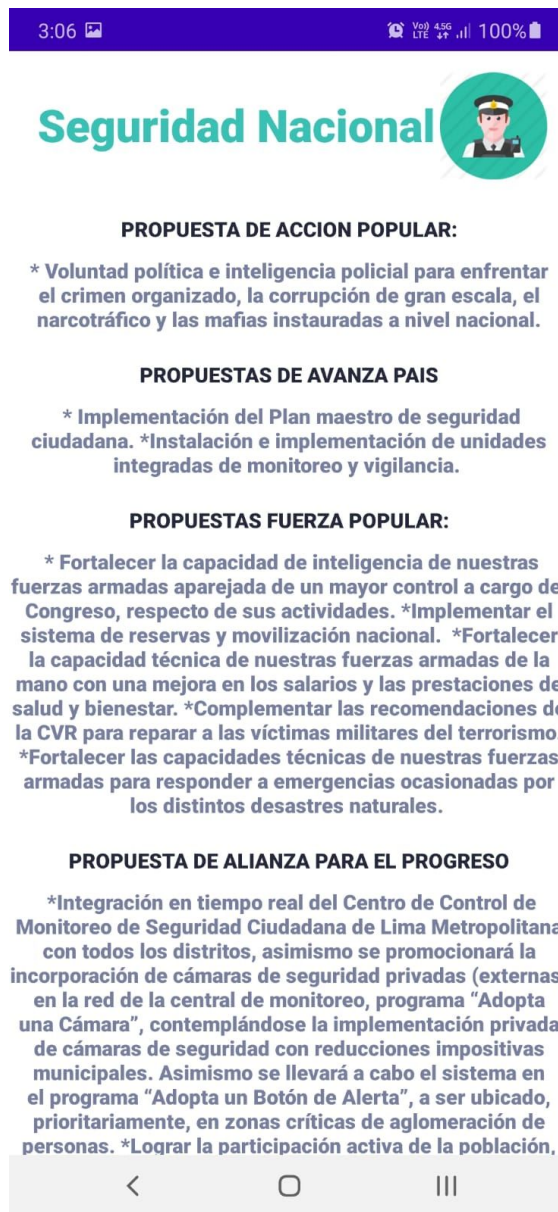 3:06
Vo)) LTE 4.5G 100%
Seguridad Nacional
PROPUESTA DE ACCION POPULAR:
* Voluntad política e inteligencia policial para enfrentar
el crimen organizado, la corrupción de gran escala, el
narcotráfico y las mafias instauradas a nivel nacional.
PROPUESTAS DE AVANZA PAIS
* Implementación del Plan maestro de seguridad
ciudadana. *Instalación e implementación de unidades
integradas de monitoreo y vigilancia.
PROPUESTAS FUERZA POPULAR:
* Fortalecer la capacidad de inteligencia de nuestras
fuerzas armadas aparejada de un mayor control a cargo de
Congreso, respecto de sus actividades. *Implementar el
sistema de reservas y movilización nacional. *Fortalecer
la capacidad técnica de nuestras fuerzas armadas de la
mano con una mejora en los salarios y las prestaciones de
salud y bienestar. *Complementar las recomendaciones de
la CVR para reparar a las víctimas militares del terrorismo.
*Fortalecer las capacidades técnicas de nuestras fuerzas
armadas para responder a emergencias ocasionadas por
los distintos desastres naturales.
PROPUESTA DE ALIANZA PARA EL PROGRESO
*Integración en tiempo real del Centro de Control de
Monitoreo de Seguridad Ciudadana de Lima Metropolitana
con todos los distritos, asimismo se promocionará la
incorporación de cámaras de seguridad privadas (externas
en la red de la central de monitoreo, programa “Adopta
una Cámara”, contemplándose la implementación privada
de cámaras de seguridad con reducciones impositivas
municipales. Asimismo se llevará a cabo el sistema en
el programa “Adopta un Botón de Alerta”, a ser ubicado,
prioritariamente, en zonas críticas de aglomeración de
personas. *Lograr la participación activa de la población,